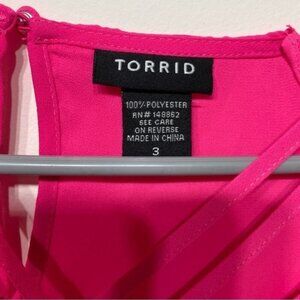 TORRID
100% POLYESTER
RN# 148862
SEE CARE
ON REVERSE
MADE IN CHINA
3